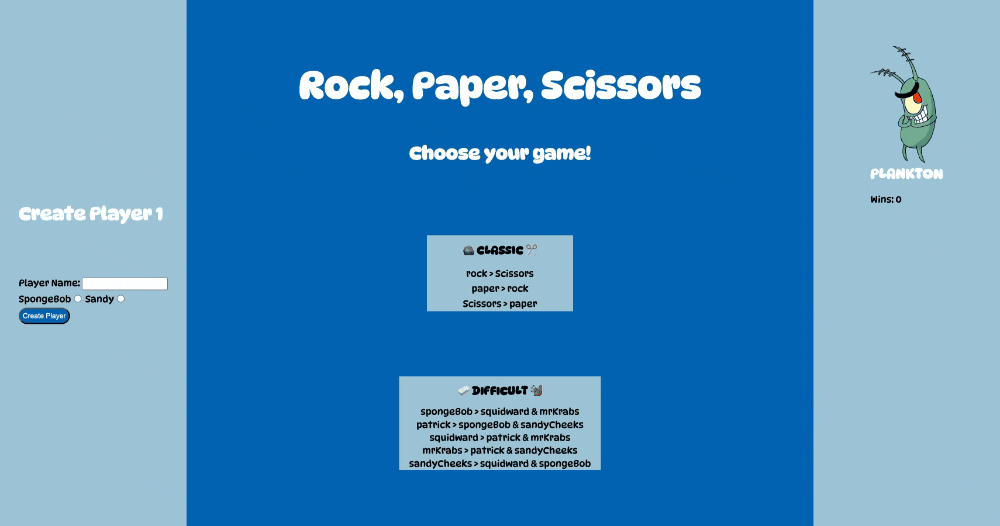 Create Player 1
Player Name:
SpongeBob Sandy
Create Player
Rock, Paper, Scissors
Choose your game!
CLASSIC
rock > Scissors
paper > rock
Scissors > paper
DIFFICULT
spongeBob > squidward & mrKrabs
patrick > spongeBob & sandyCheeks
squidward > patrick & mrKrabs
mrKrabs > patrick & sandyCheeks
sandyCheeks > squidward & spongeBob
PLANKTON
Wins: 0